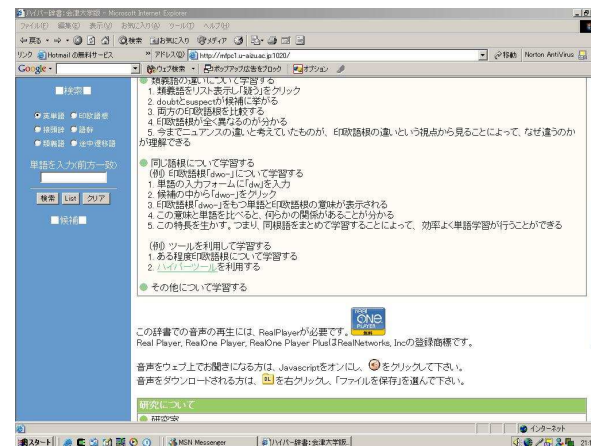 ハイパー辞書:会津大学版 - Microsoft Internet Explorer
ファイル(F) 編集(E) 表示(V) お気に入り(A) ツール(T) ヘルプ(H)
戻る 検索 お気に入り メディア
リンク Hotmail の無料サービス アドレス(D) http://mfpc1.u-aizu.ac.jp:1020/ 移動 Norton AntiVirus
Google ウェブ検索 ポップアップ広告をブロック オプション
■検索■
英単語 印欧語根
接頭辞 語幹
類義語 途中遷移語
単語を入力(前方一致)
検索 List クリア
■候補■
類義語の違いについて学習する
1. 類義語をリスト表示し「疑う」をクリック
2. doubtとsuspectが候補に挙がる
3. 両方の印欧語根を比較する
4. 印欧語根が全く異なるのが分かる
5. 今までニュアンスの違いと考えていたものが、印欧語根の違いという視点から見ることによって、なぜ違うのか
が理解できる
同じ語根について学習する
(例) 印欧語根「dwo-」について学習する
1. 単語の入力フォームに「dw」を入力
2. 候補の中から「dwo-」をクリック
3. 印欧語根「dwo-」をもつ単語と印欧語根の意味が表示される
4. この意味と単語を比べると、何らかの関係があることが分かる
5. この特長を生かす。つまり、同根語をまとめて学習することによって、効率よく単語学習が行うことができる
(例) ツールを利用して学習する
1. ある程度印欧語根について学習する
2. ハイパーツールを利用する
その他について学習する
この辞書での音声の再生には、RealPlayerが必要です。
real ONE PLAYER
Real Player, RealOne Player, RealOne Player PlusはRealNetworks, Incの登録商標です。
音声をウェブ上でお聞きになる方は、Javascriptをオンにし、をクリックして下さい。
音声をダウンロードされる方は、DLを右クリックし、「ファイルを保存」を選んで下さい。
研究について
研究室
インターネット
スタート MSN Messenger ハイパー辞書:会津大学版